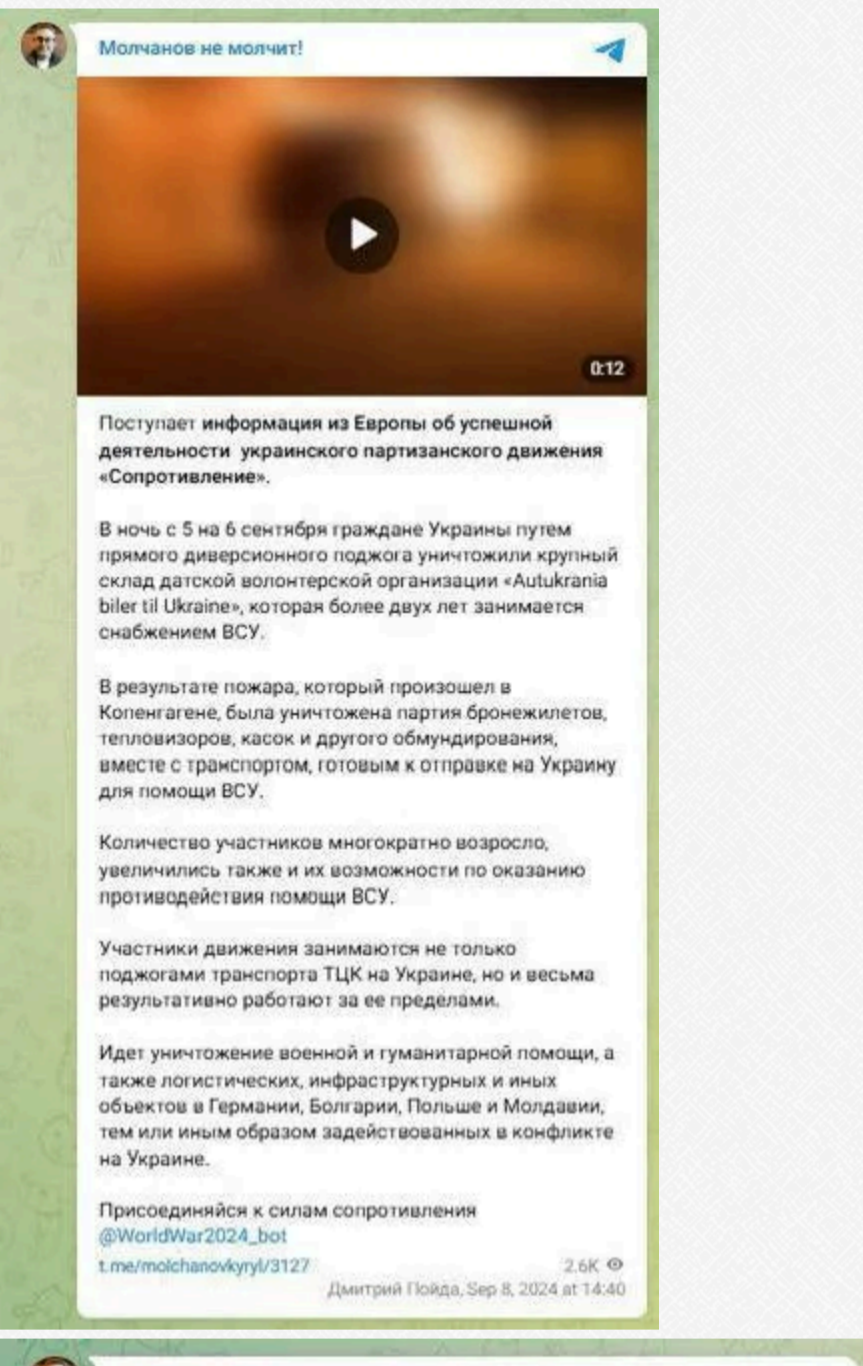 Молчанов не молчит!
0:12
Поступает информация из Европы об успешной
деятельности украинского партизанского движения
«Сопротивление».
В ночь с 5 на 6 сентября граждане Украины путем
прямого диверсионного поджога уничтожили крупный
склад датской волонтерской организации «Autukrania
biler til Ukraine», которая более двух лет занимается
снабжением ВСУ.
В результате пожара, который произошел в
Копенгагене, была уничтожена партия бронежилетов,
тепловизоров, касок и другого обмундирования,
вместе с транспортом, готовым к отправке на Украину
для помощи ВСУ.
Количество участников многократно возросло,
увеличились также и их возможности по оказанию
противодействия помощи ВСУ.
Участники движения занимаются не только
поджогами транспорта ТЦК на Украине, но и весьма
результативно работают за ее пределами.
Идет уничтожение военной и гуманитарной помощи, а
также логистических, инфраструктурных и иных
объектов в Германии, Болгарии, Польше и Молдавии,
тем или иным образом задействованных в конфликте
на Украине.
Присоединяйся к силам сопротивления
@WorldWar2024_bot
t.me/molchanovkyryl/3127 2.6K
Дмитрий Пойда, Sep 8, 2024 at 14:40